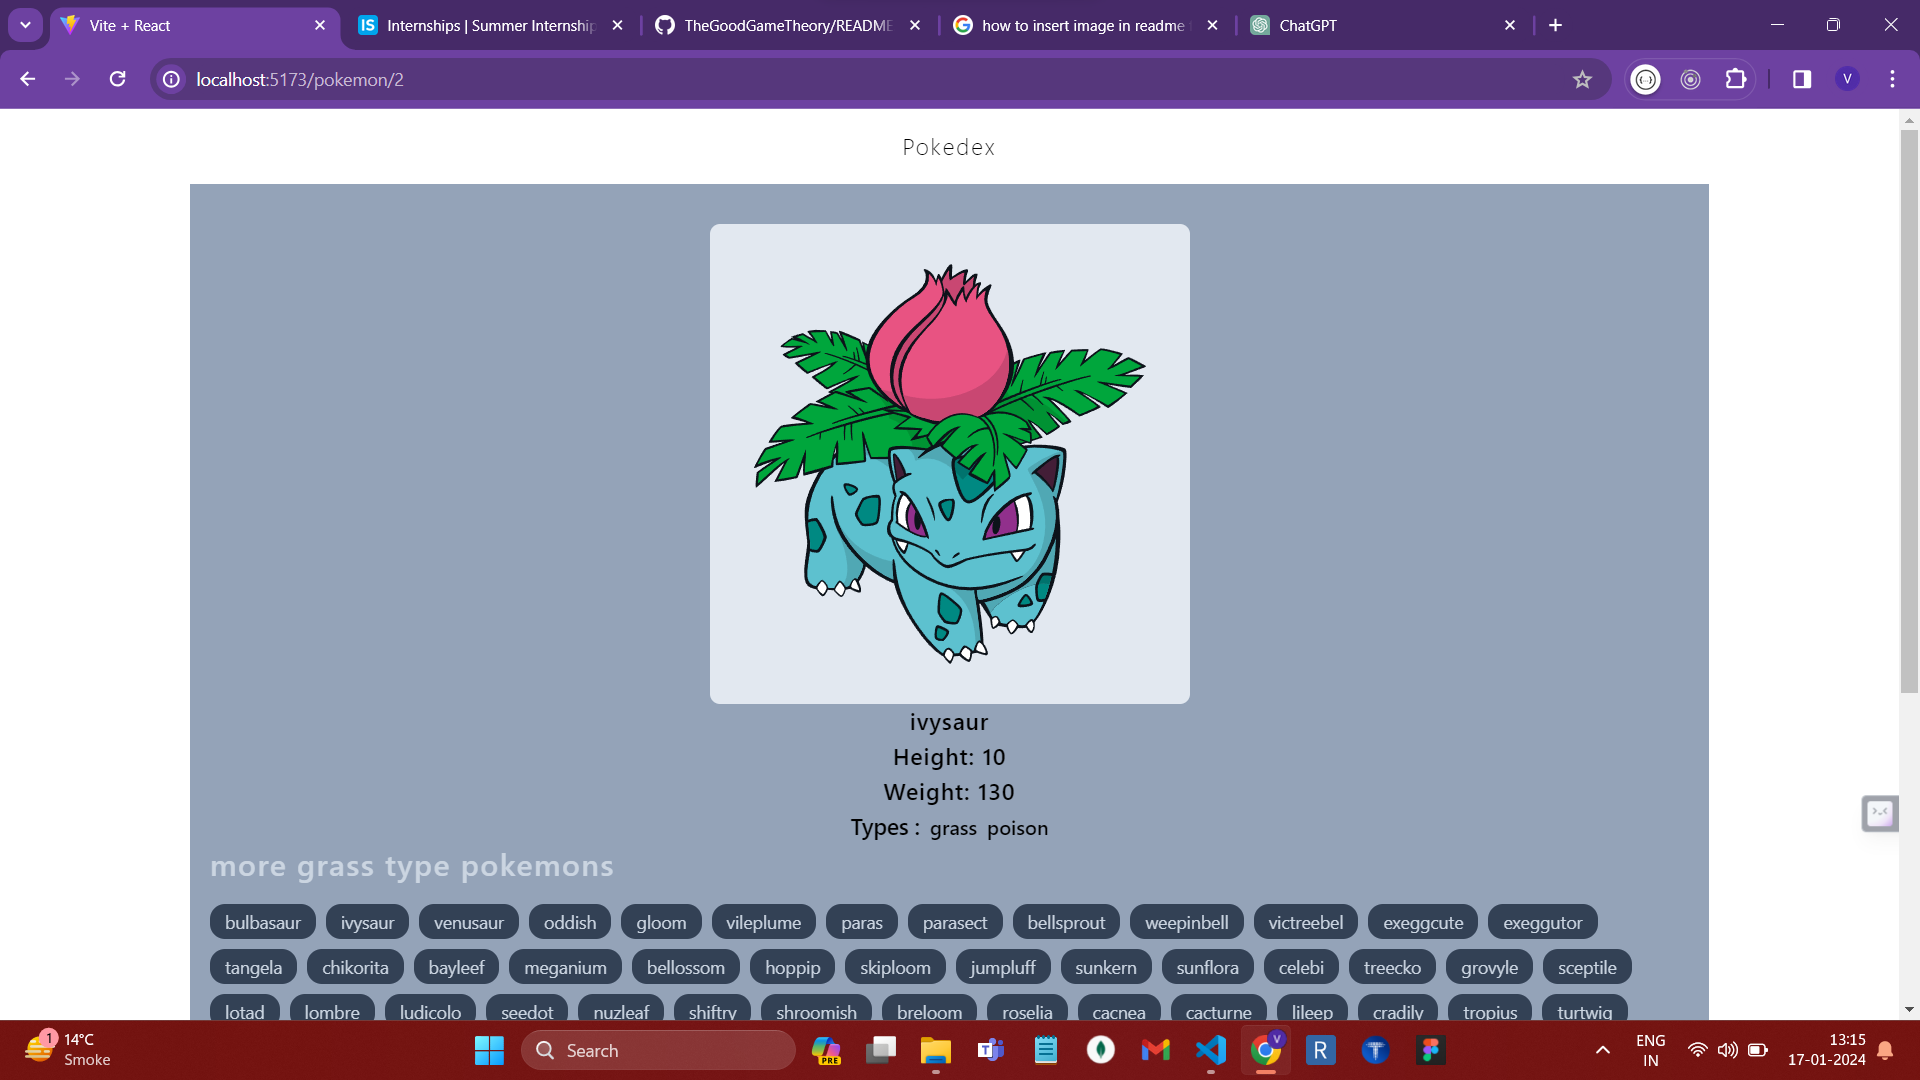 Vite + React
Internships | Summer Internship
TheGoodGameTheory/README
how to insert image in readme
ChatGPT
localhost:5173/pokemon/2
V
Pokedex
ivysaur
Height: 10
Weight: 130
Types : grass poison
more grass type pokemons
bulbasaur ivysaur venusaur oddish gloom vileplume paras parasect bellsprout weepinbell victreebel exeggcute exeggutor
tangela chikorita bayleef meganium bellossom hoppip skiploom jumpluff sunkern sunflora celebi treecko grovyle sceptile
lotad lombre ludicolo seedot nuzleaf shiftry shroomish breloom roselia cacnea cacturne lileep cradily tropius turtwig
1
14°C
Smoke
Search
PRE
V
R
ENG
IN
13:15
17-01-2024